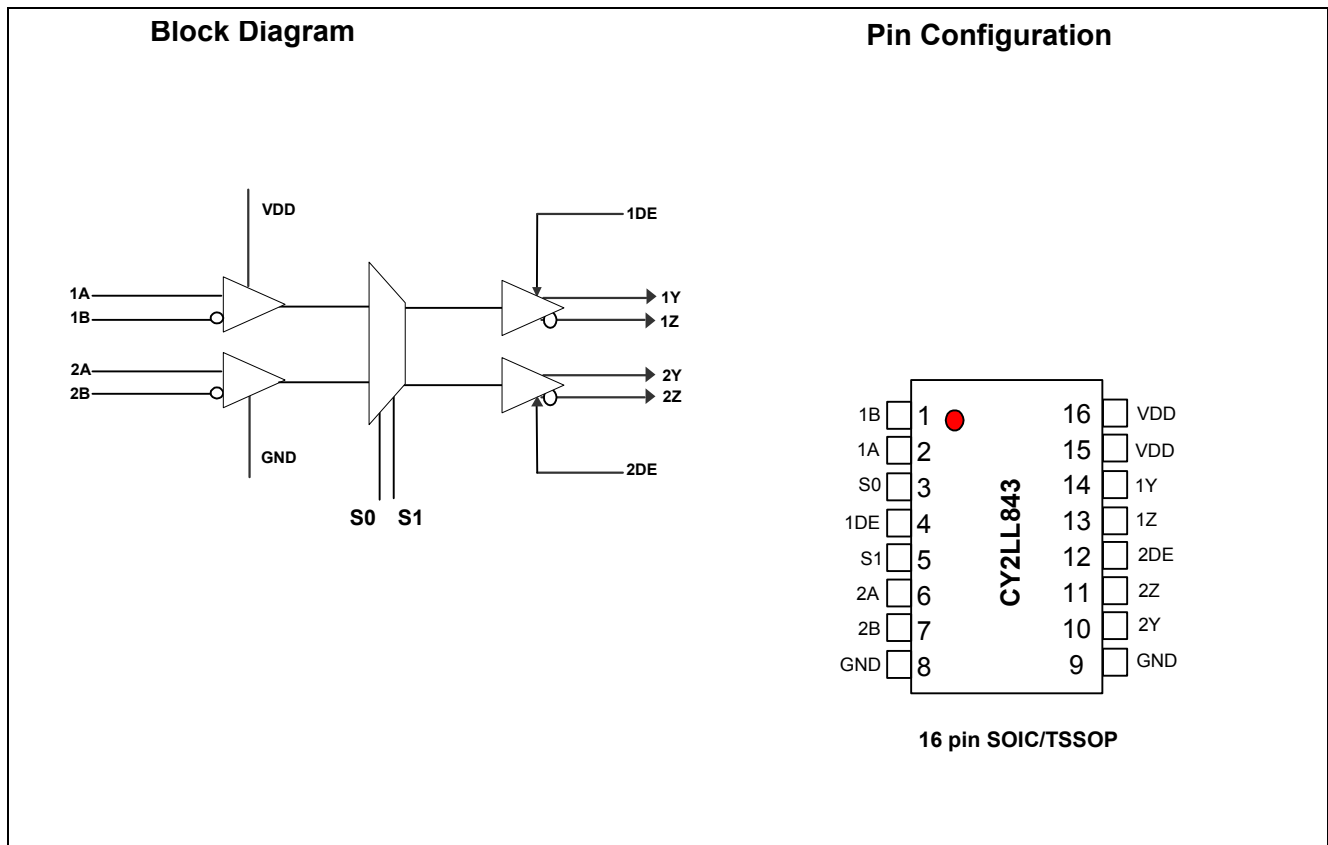 Block Diagram
Pin Configuration
VDD
1DE
1A
1B
1Y
1Z
2A
2B
2Y
2Z
GND
2DE
S0 S1
1B 1 16 VDD
1A 2 15 VDD
S0 3 14 1Y
1DE 4 13 1Z
S1 5 12 2DE
2A 6 11 2Z
2B 7 10 2Y
GND 8 9 GND
CY2LL843
16 pin SOIC/TSSOP